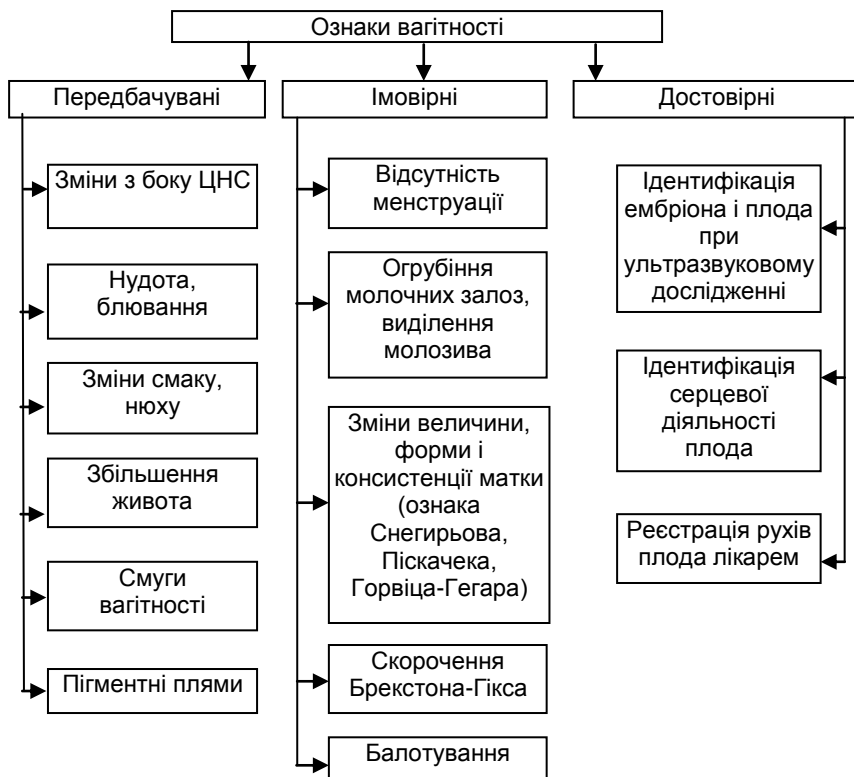 Ознаки вагітності
Передбачувані
Імовірні
Достовірні
Зміни з боку ЦНС
Нудота,
блювання
Зміни смаку,
нюху
Збільшення
живота
Смуги
вагітності
Пігментні плями
Відсутність
менструації
Огрубіння
молочних залоз,
виділення
молозива
Зміни величини,
форми і
консистенції матки
(ознака
Снегирьова,
Піскачека,
Горвіца-Гегара)
Скорочення
Брекстона-Гікса
Балотування
Ідентифікація
ембріона і плода
при
ультразвуковому
дослідженні
Ідентифікація
серцевої
діяльності
плода
Реєстрація рухів
плода лікарем